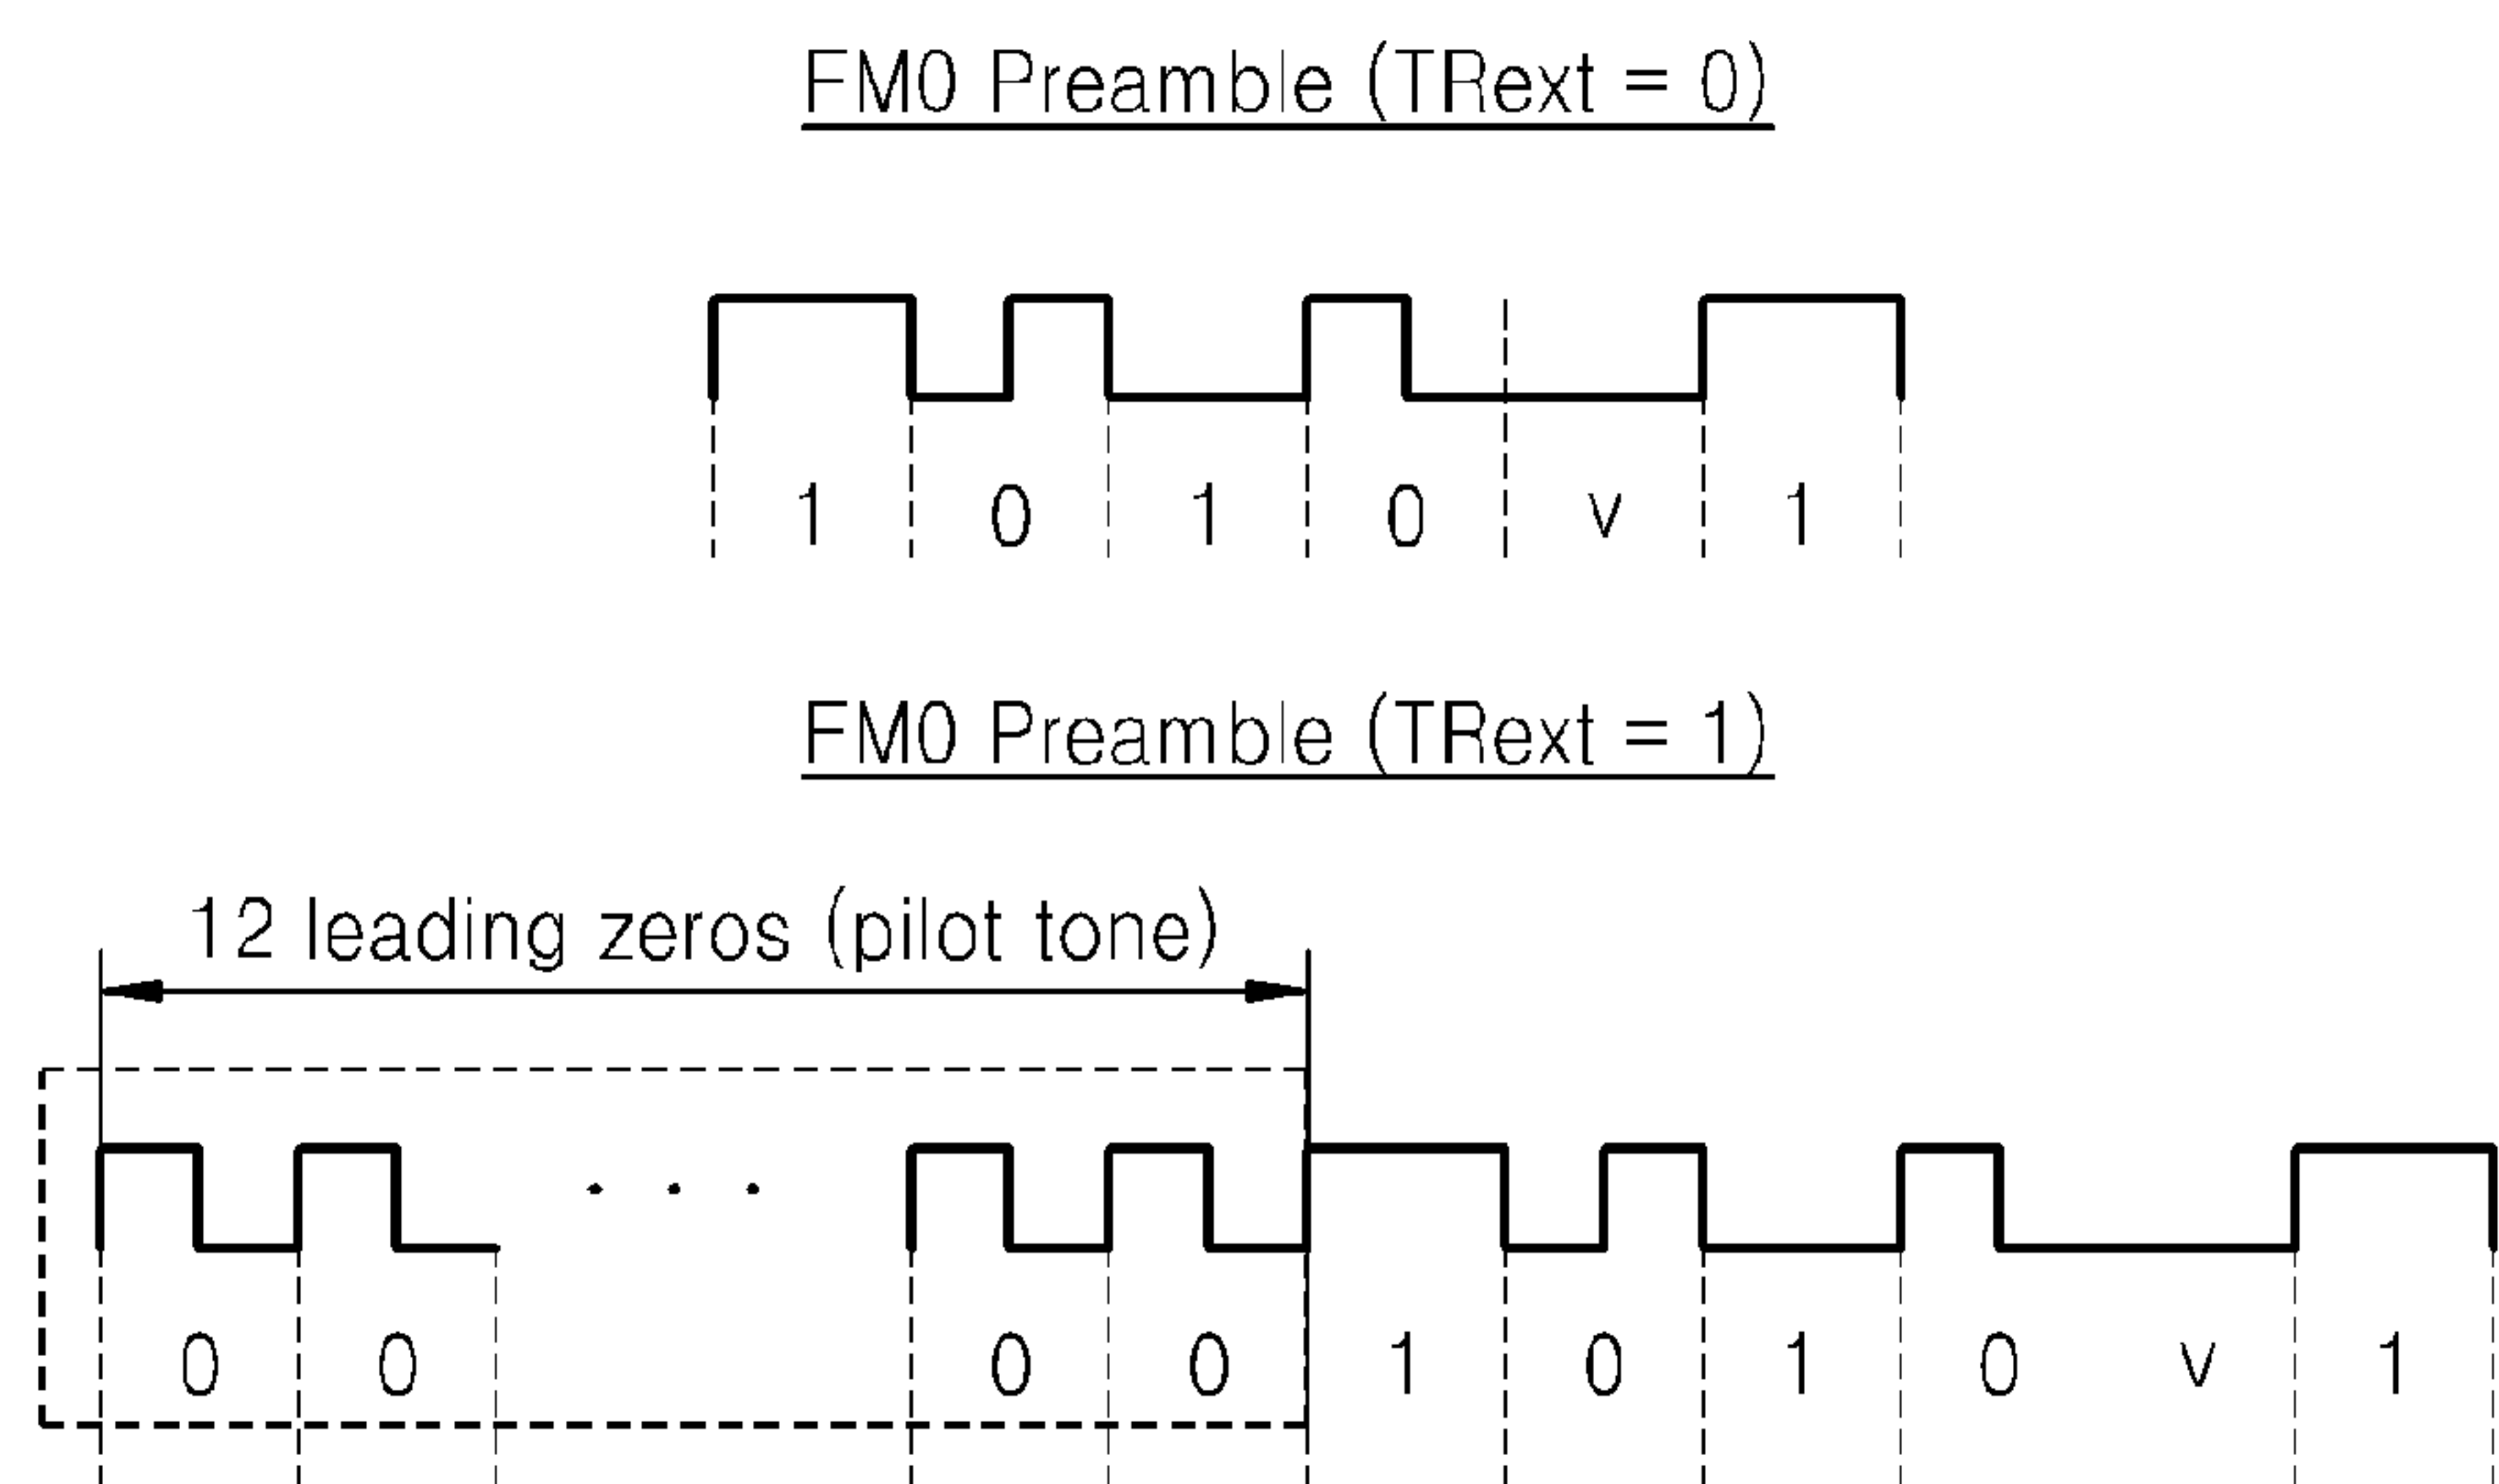 FM0 Preamble (TRext = 0)
1 0 1 0 v 1
FM0 Preamble (TRext = 1)
12 leading zeros (pilot tone)
0 0 . . . 0 0 1 0 1 0 v 1